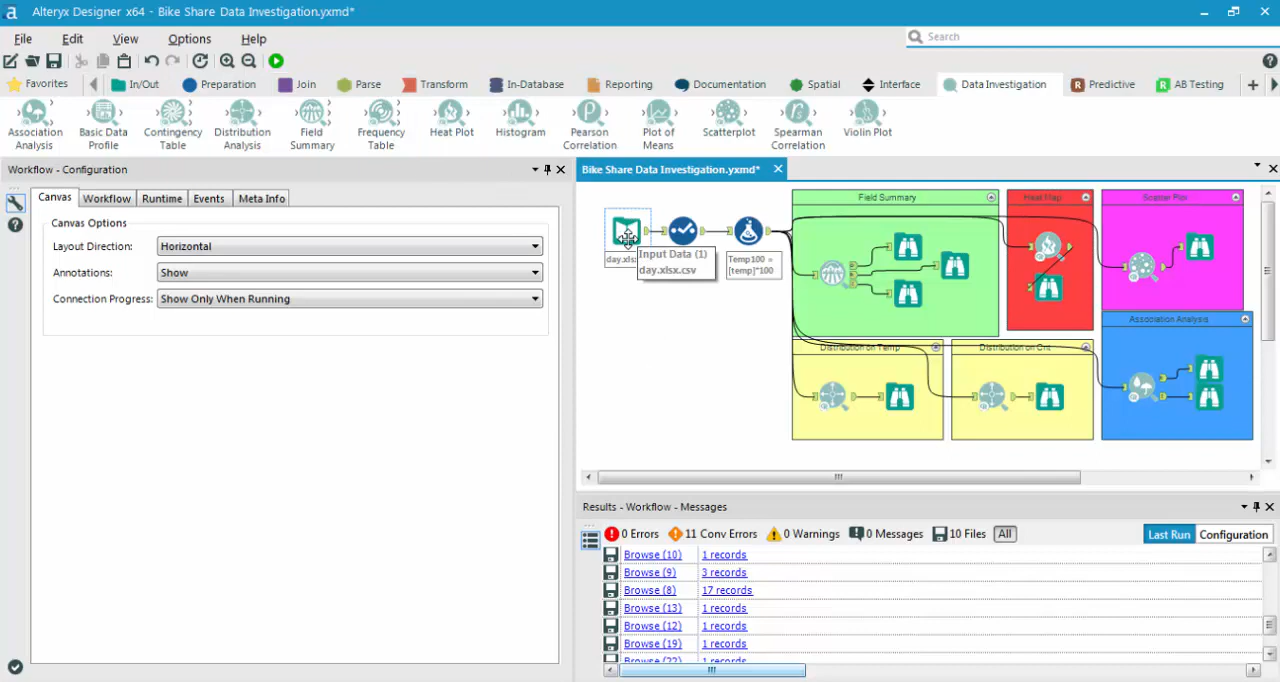 Alteryx Designer x64 - Bike Share Data Investigation.yxmd*
File Edit View Options Help
Search
Favorites In/Out Preparation Join Parse Transform In-Database Reporting Documentation Spatial Interface Data Investigation Predictive AB Testing
Association Analysis
Basic Data Profile
Contingency Table
Distribution Analysis
Field Summary
Frequency Table
Heat Plot
Histogram
Pearson Correlation
Plot of Means
Scatterplot
Spearman Correlation
Violin Plot
Workflow - Configuration
Canvas Workflow Runtime Events Meta Info
Canvas Options
Layout Direction: Horizontal
Annotations: Show
Connection Progress: Show Only When Running
Bike Share Data Investigation.yxmd*
Field Summary
Heat Map
Scatter Plot
day.xls
Input Data (1)
day.xlsx.csv
Temp100 =
[temp]*100
Association Analysis
Distribution on Temp
Distribution on Cnt
Results - Workflow - Messages
0 Errors 11 Conv Errors 0 Warnings 0 Messages 10 Files All Last Run Configuration
Browse (10) 1 records
Browse (9) 3 records
Browse (8) 17 records
Browse (13) 1 records
Browse (12) 1 records
Browse (19) 1 records
Browse (22) 1 records